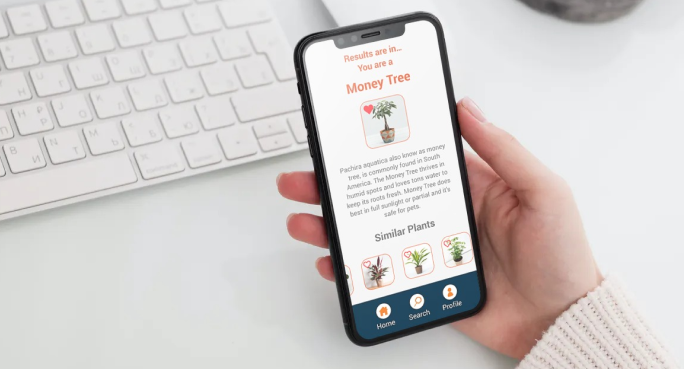 Results are in...
You are a
Money Tree
Pachira aquatica also know as money
tree, is commonly found in South
America. The Money Tree thrives in
humid spots and loves tons water to
keep its roots fresh. Money Tree does
best in full sunlight or partial and it's
safe for pets.
Similar Plants
Home
Search
Profile